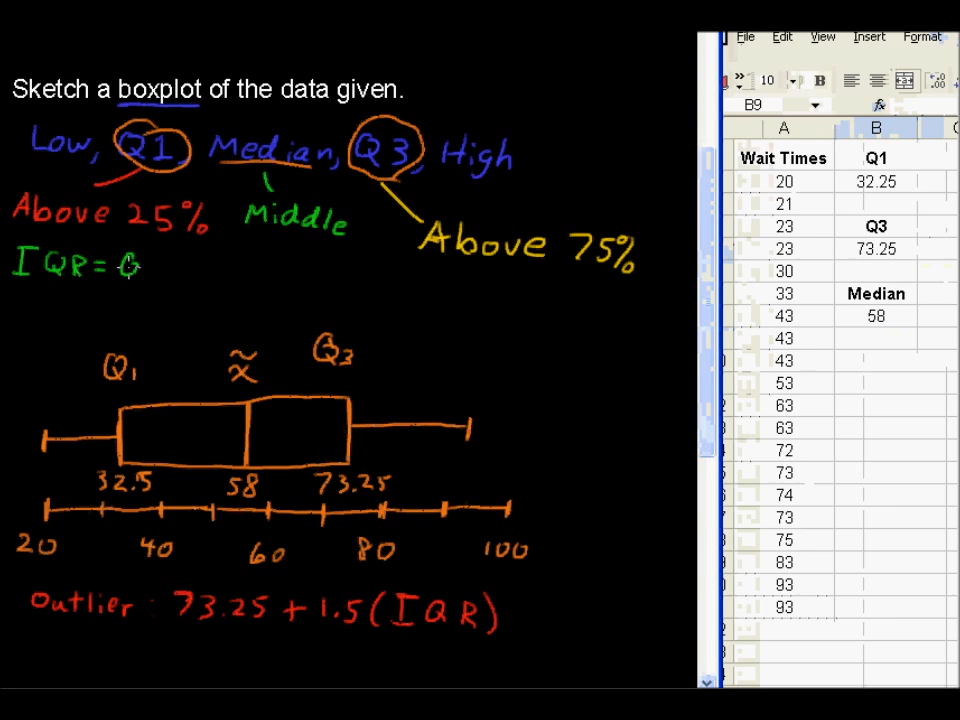 Sketch a boxplot of the data given.
Low, Q1, Median, Q3, High
Above 25%
Middle
Above 75%
IQR = Q
Q1 x̃ Q3
32.5 58 73.25
20 40 60 80 100
Outlier : 73.25 + 1.5 (IQR)
File Edit View Insert Format
10 B
B9 fx
A B C
Wait Times Q1
20 32.25
21
23 Q3
23 73.25
30
33 Median
43 58
43
43
53
63
63
72
73
74
73
75
83
93
93